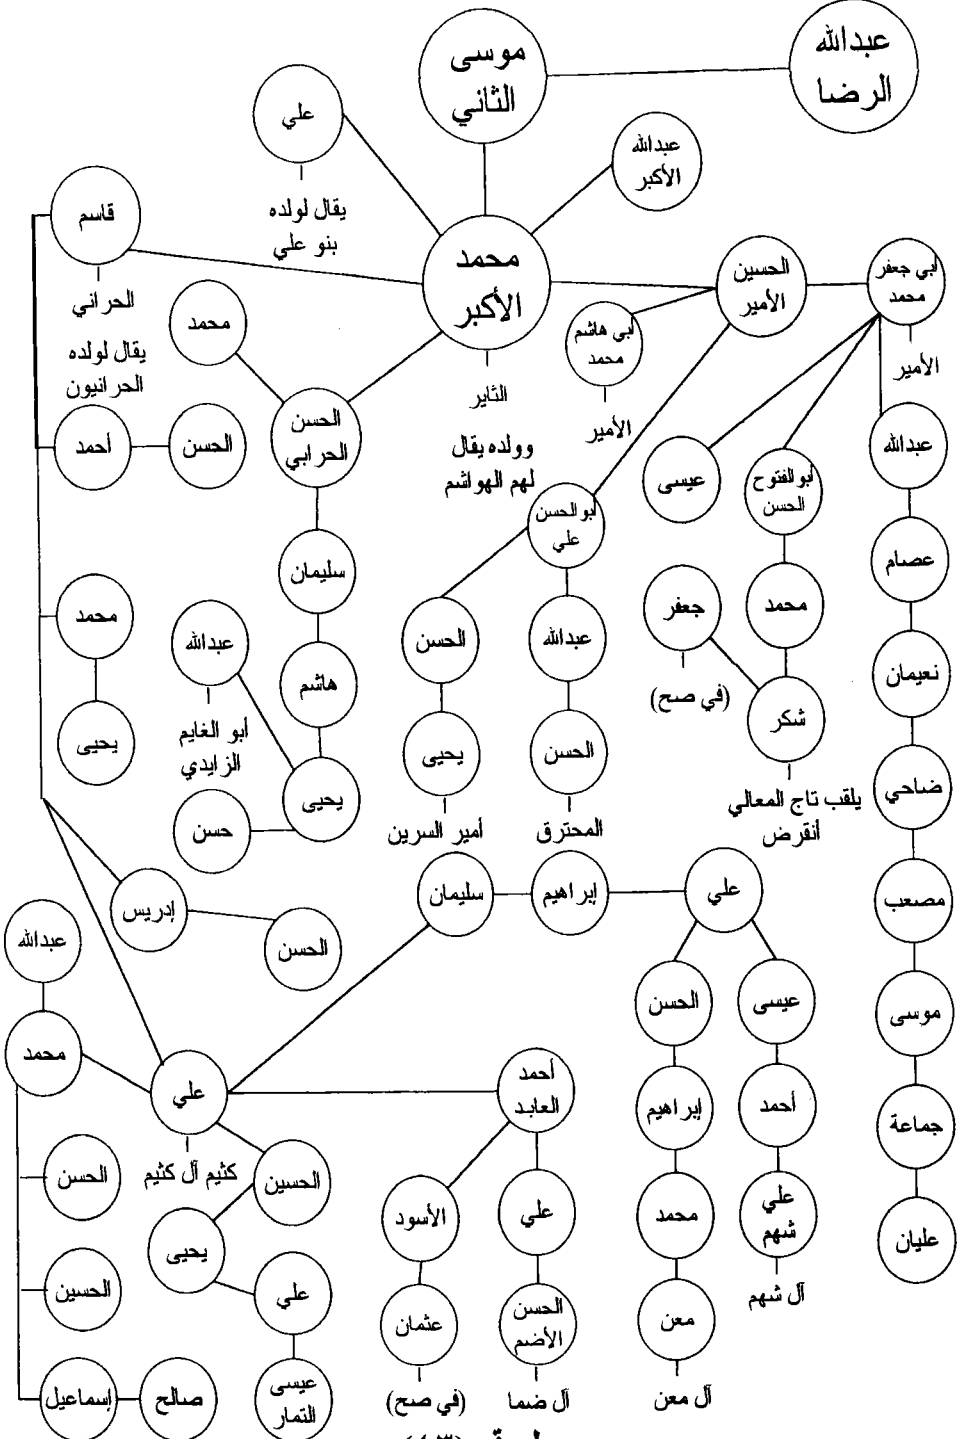 عبدالله
الرضا
موسى
الثاني
علي
يقال لولده
بنو علي
عبدالله
الأكبر
قاسم
الحراني
يقال لولده
الحرانيون
محمد
الأكبر
الثاير
وولده يقال
لهم الهواشم
الحسين
الأمير
أبي جعفر
محمد
الأمير
أبي هاشم
محمد
الأمير
محمد
الحسن
الحرابي
أحمد
الحسن
عيسى
أبو الفتوح
الحسن
عبدالله
أبو الحسن
علي
سليمان
عصام
محمد
عبدالله
أبو الغايم
الزايدي
هاشم
الحسن
عبدالله
جعفر
(في صح)
محمد
نعيمان
يحيى
حسن
يحيى
يحيى
أمير السرين
الحسن
المحترق
شكر
يلقب تاج المعالي
أنقرض
ضاحي
إدريس
الحسن
سليمان
إبراهيم
علي
مصعب
عبدالله
محمد
علي
كثيم آل كثيم
أحمد
العابد
الحسن
عيسى
موسى
إبراهيم
أحمد
جماعة
الحسن
الحسين
يحيى
الأسود
علي
محمد
علي
شهم
آل شهم
عليان
الحسين
علي
عثمان
(في صح)
الحسن
الأضم
آل ضما
معن
آل معن
إسماعيل
صالح
عيسى
التمار